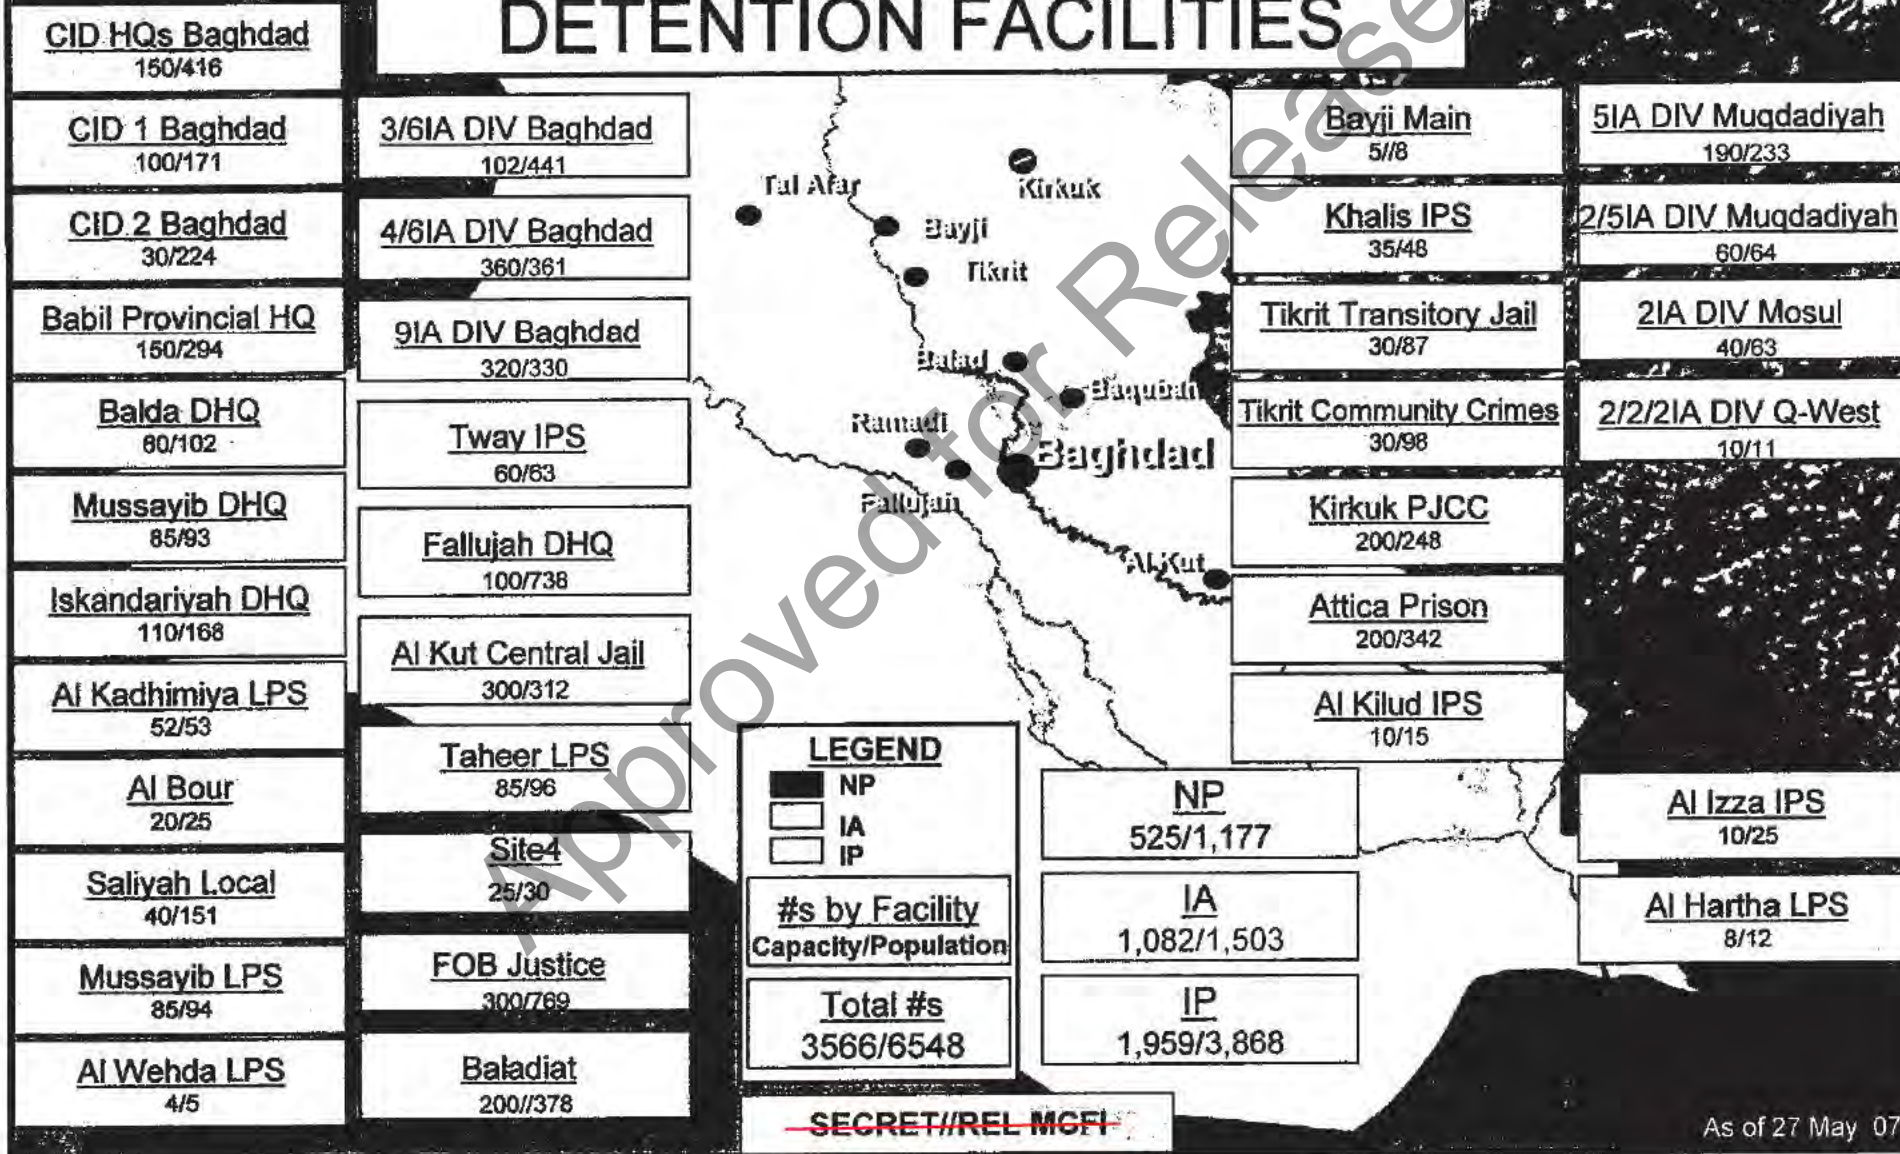 DETENTION FACILITIES
CID HQs Baghdad
150/416
CID 1 Baghdad
100/171
CID 2 Baghdad
30/224
Babil Provincial HQ
150/294
Balda DHQ
80/102
Mussayib DHQ
85/93
Iskandariyah DHQ
110/168
Al Kadhimiya LPS
52/53
Al Bour
20/25
Saliyah Local
40/151
Mussayib LPS
85/94
Al Wehda LPS
4/5
3/6IA DIV Baghdad
102/441
4/6IA DIV Baghdad
360/361
9IA DIV Baghdad
320/330
Tway IPS
60/63
Fallujah DHQ
100/738
Al Kut Central Jail
300/312
Taheer LPS
85/96
Site4
25/30
FOB Justice
300/769
Baladiat
200//378
Tal Afar
Kirkuk
Bayji
Tikrit
Balad
Baqubah
Ramadi
Baghdad
Fallujah
Al Kut
Approved for Release
LEGEND
NP
IA
IP
#s by Facility
Capacity/Population
Total #s
3566/6548
NP
525/1,177
IA
1,082/1,503
IP
1,959/3,868
SECRET//REL MCFI
Bayji Main
5//8
Khalis IPS
35/48
Tikrit Transitory Jail
30/87
Tikrit Community Crimes
30/98
Kirkuk PJCC
200/248
Attica Prison
200/342
Al Kilud IPS
10/15
5IA DIV Muqdadiyah
190/233
2/5IA DIV Muqdadiyah
60/64
2IA DIV Mosul
40/63
2/2/2IA DIV Q-West
10/11
Al Izza IPS
10/25
Al Hartha LPS
8/12
As of 27 May 07